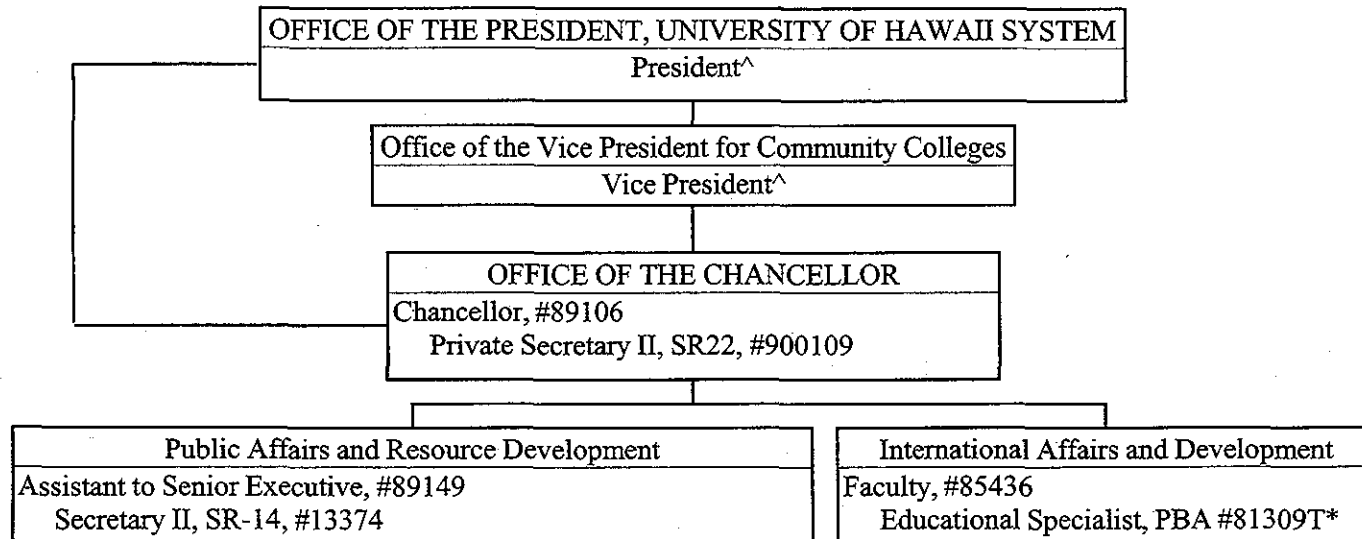 OFFICE OF THE PRESIDENT, UNIVERSITY OF HAWAII SYSTEM
President^
Office of the Vice President for Community Colleges
Vice President^
OFFICE OF THE CHANCELLOR
Chancellor, #89106
Private Secretary II, SR22, #900109
Public Affairs and Resource Development
Assistant to Senior Executive, #89149
Secretary II, SR-14, #13374
International Affairs and Development
Faculty, #85436
Educational Specialist, PBA #81309T*